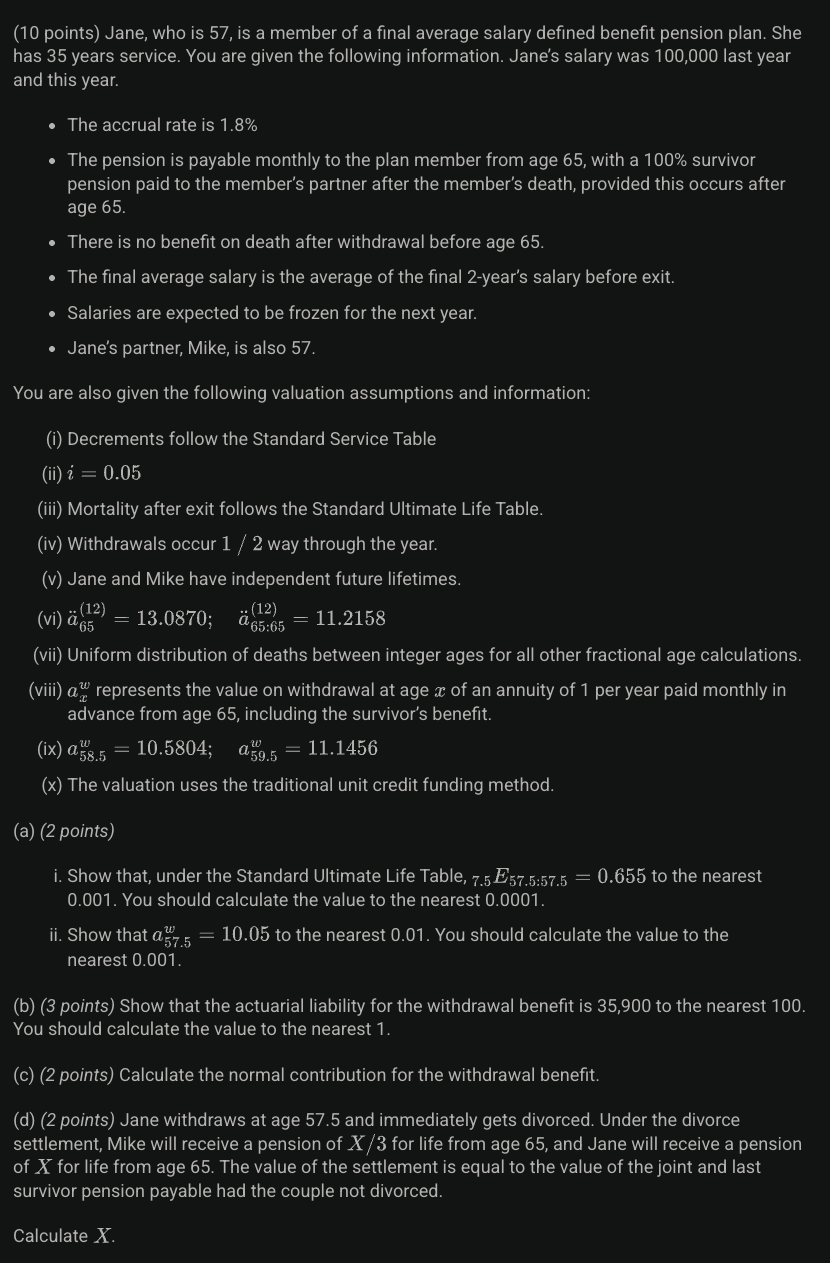 (10 points) Jane, who is 57, is a member of a final average salary defined benefit pension plan. She
has 35 years service. You are given the following information. Jane’s salary was 100,000 last year
and this year.
• The accrual rate is 1.8%
• The pension is payable monthly to the plan member from age 65, with a 100% survivor
pension paid to the member’s partner after the member’s death, provided this occurs after
age 65.
• There is no benefit on death after withdrawal before age 65.
• The final average salary is the average of the final 2-year’s salary before exit.
• Salaries are expected to be frozen for the next year.
• Jane’s partner, Mike, is also 57.
You are also given the following valuation assumptions and information:
(i) Decrements follow the Standard Service Table
(ii) i = 0.05
(iii) Mortality after exit follows the Standard Ultimate Life Table.
(iv) Withdrawals occur 1 / 2 way through the year.
(v) Jane and Mike have independent future lifetimes.
(vi) ä_{65}^{(12)} = 13.0870; ä_{65:65}^{(12)} = 11.2158
(vii) Uniform distribution of deaths between integer ages for all other fractional age calculations.
(viii) a_x^w represents the value on withdrawal at age x of an annuity of 1 per year paid monthly in
advance from age 65, including the survivor’s benefit.
(ix) a_{58.5}^w = 10.5804; a_{59.5}^w = 11.1456
(x) The valuation uses the traditional unit credit funding method.
(a) (2 points)
i. Show that, under the Standard Ultimate Life Table, _{7.5}E_{57.5:57.5} = 0.655 to the nearest
0.001. You should calculate the value to the nearest 0.0001.
ii. Show that a_{57.5}^w = 10.05 to the nearest 0.01. You should calculate the value to the
nearest 0.001.
(b) (3 points) Show that the actuarial liability for the withdrawal benefit is 35,900 to the nearest 100.
You should calculate the value to the nearest 1.
(c) (2 points) Calculate the normal contribution for the withdrawal benefit.
(d) (2 points) Jane withdraws at age 57.5 and immediately gets divorced. Under the divorce
settlement, Mike will receive a pension of X/3 for life from age 65, and Jane will receive a pension
of X for life from age 65. The value of the settlement is equal to the value of the joint and last
survivor pension payable had the couple not divorced.
Calculate X.